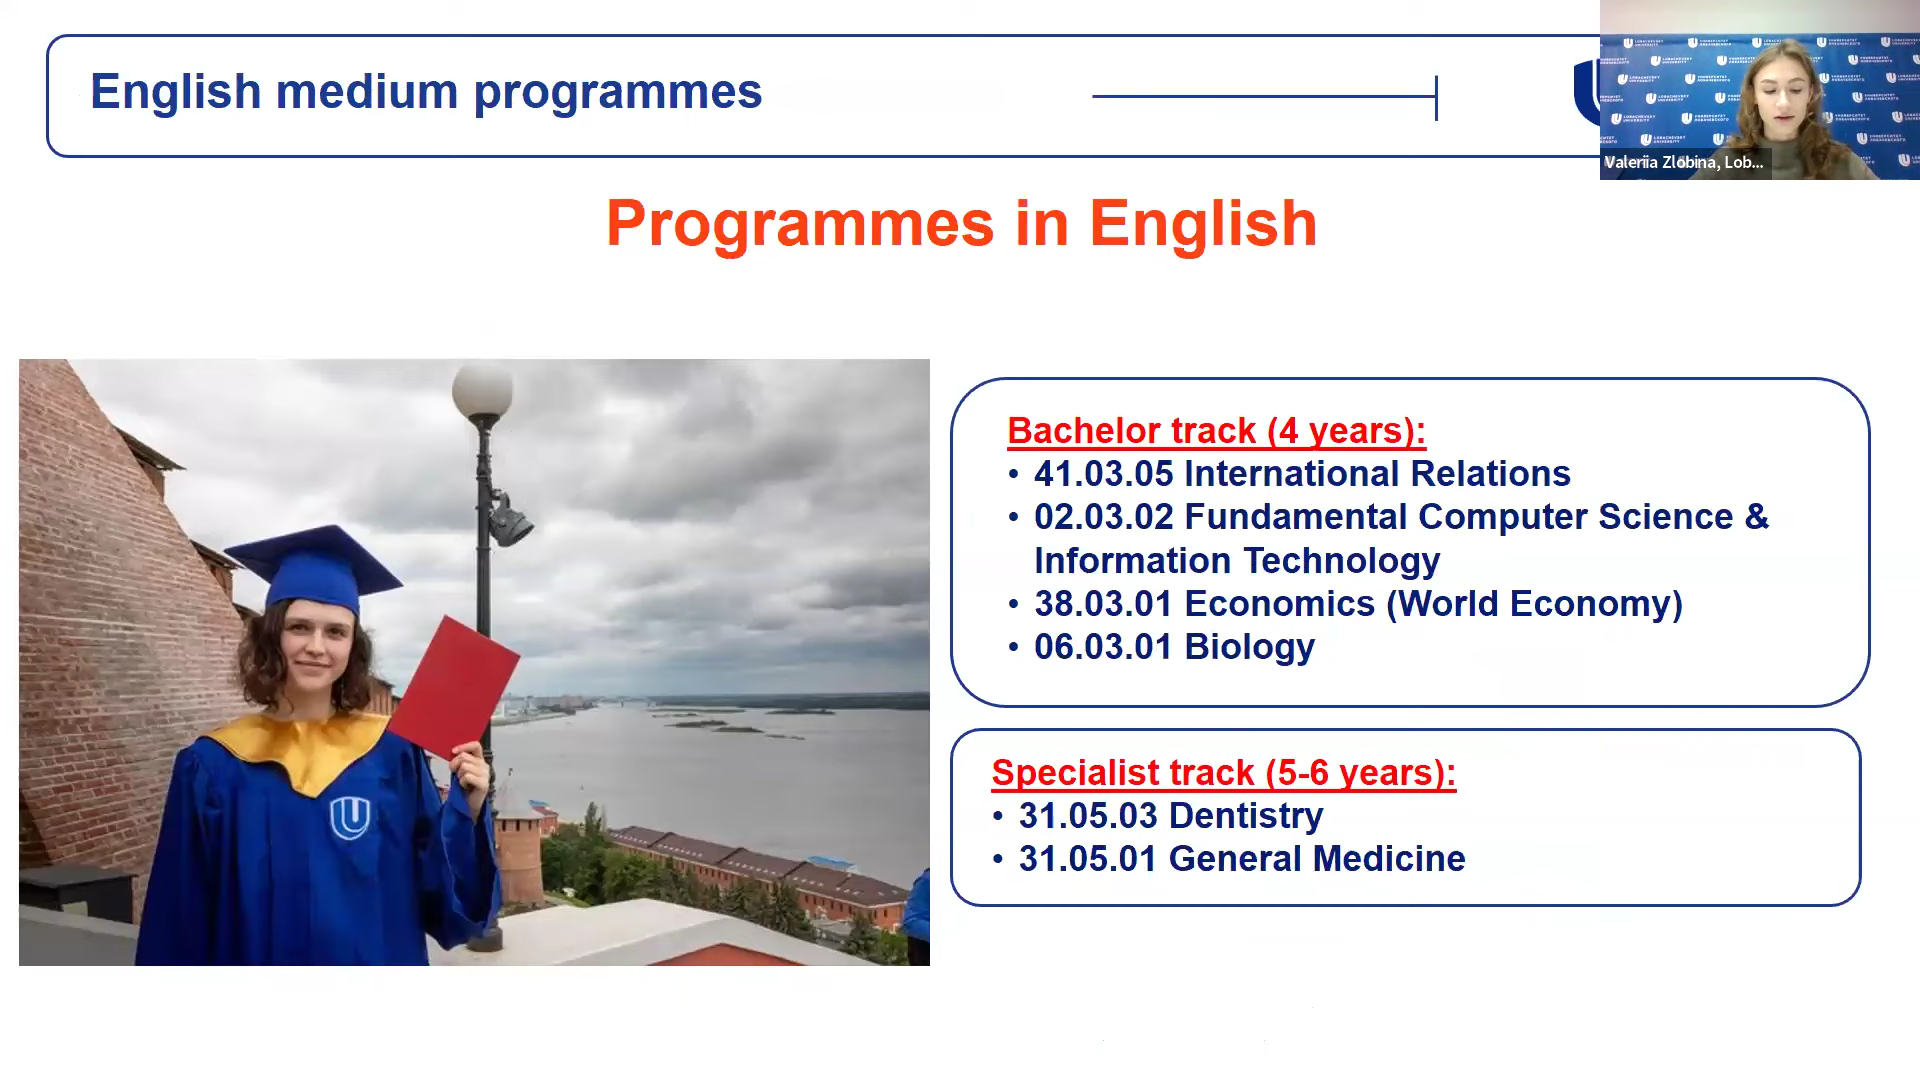 English medium programmes
Valeriia Zlobina, Lob...
Programmes in English
Bachelor track (4 years):
• 41.03.05 International Relations
• 02.03.02 Fundamental Computer Science &
Information Technology
• 38.03.01 Economics (World Economy)
• 06.03.01 Biology
Specialist track (5-6 years):
• 31.05.03 Dentistry
• 31.05.01 General Medicine